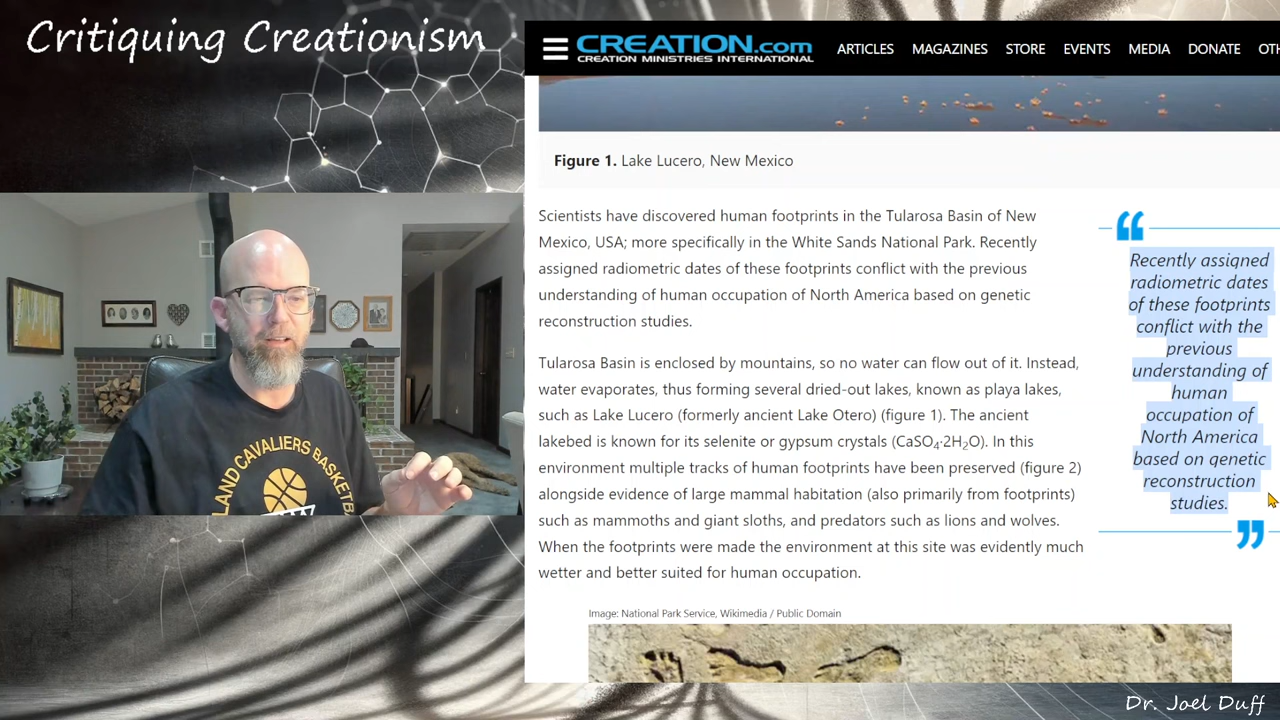 Critiquing Creationism
CREATION.com
CREATION MINISTRIES INTERNATIONAL
ARTICLES MAGAZINES STORE EVENTS MEDIA DONATE
Figure 1. Lake Lucero, New Mexico
Scientists have discovered human footprints in the Tularosa Basin of New
Mexico, USA; more specifically in the White Sands National Park. Recently
assigned radiometric dates of these footprints conflict with the previous
understanding of human occupation of North America based on genetic
reconstruction studies.
Tularosa Basin is enclosed by mountains, so no water can flow out of it. Instead,
water evaporates, thus forming several dried-out lakes, known as playa lakes,
such as Lake Lucero (formerly ancient Lake Otero) (figure 1). The ancient
lakebed is known for its selenite or gypsum crystals (CaSO₄·2H₂O). In this
environment multiple tracks of human footprints have been preserved (figure 2)
alongside evidence of large mammal habitation (also primarily from footprints)
such as mammoths and giant sloths, and predators such as lions and wolves.
When the footprints were made the environment at this site was evidently much
wetter and better suited for human occupation.
“
Recently assigned
radiometric dates
of these footprints
conflict with the
previous
understanding of
human
occupation of
North America
based on genetic
reconstruction
studies.
”
Image: National Park Service, Wikimedia / Public Domain
LAND CAVALIERS BASKETB
Dr. Joel Duff